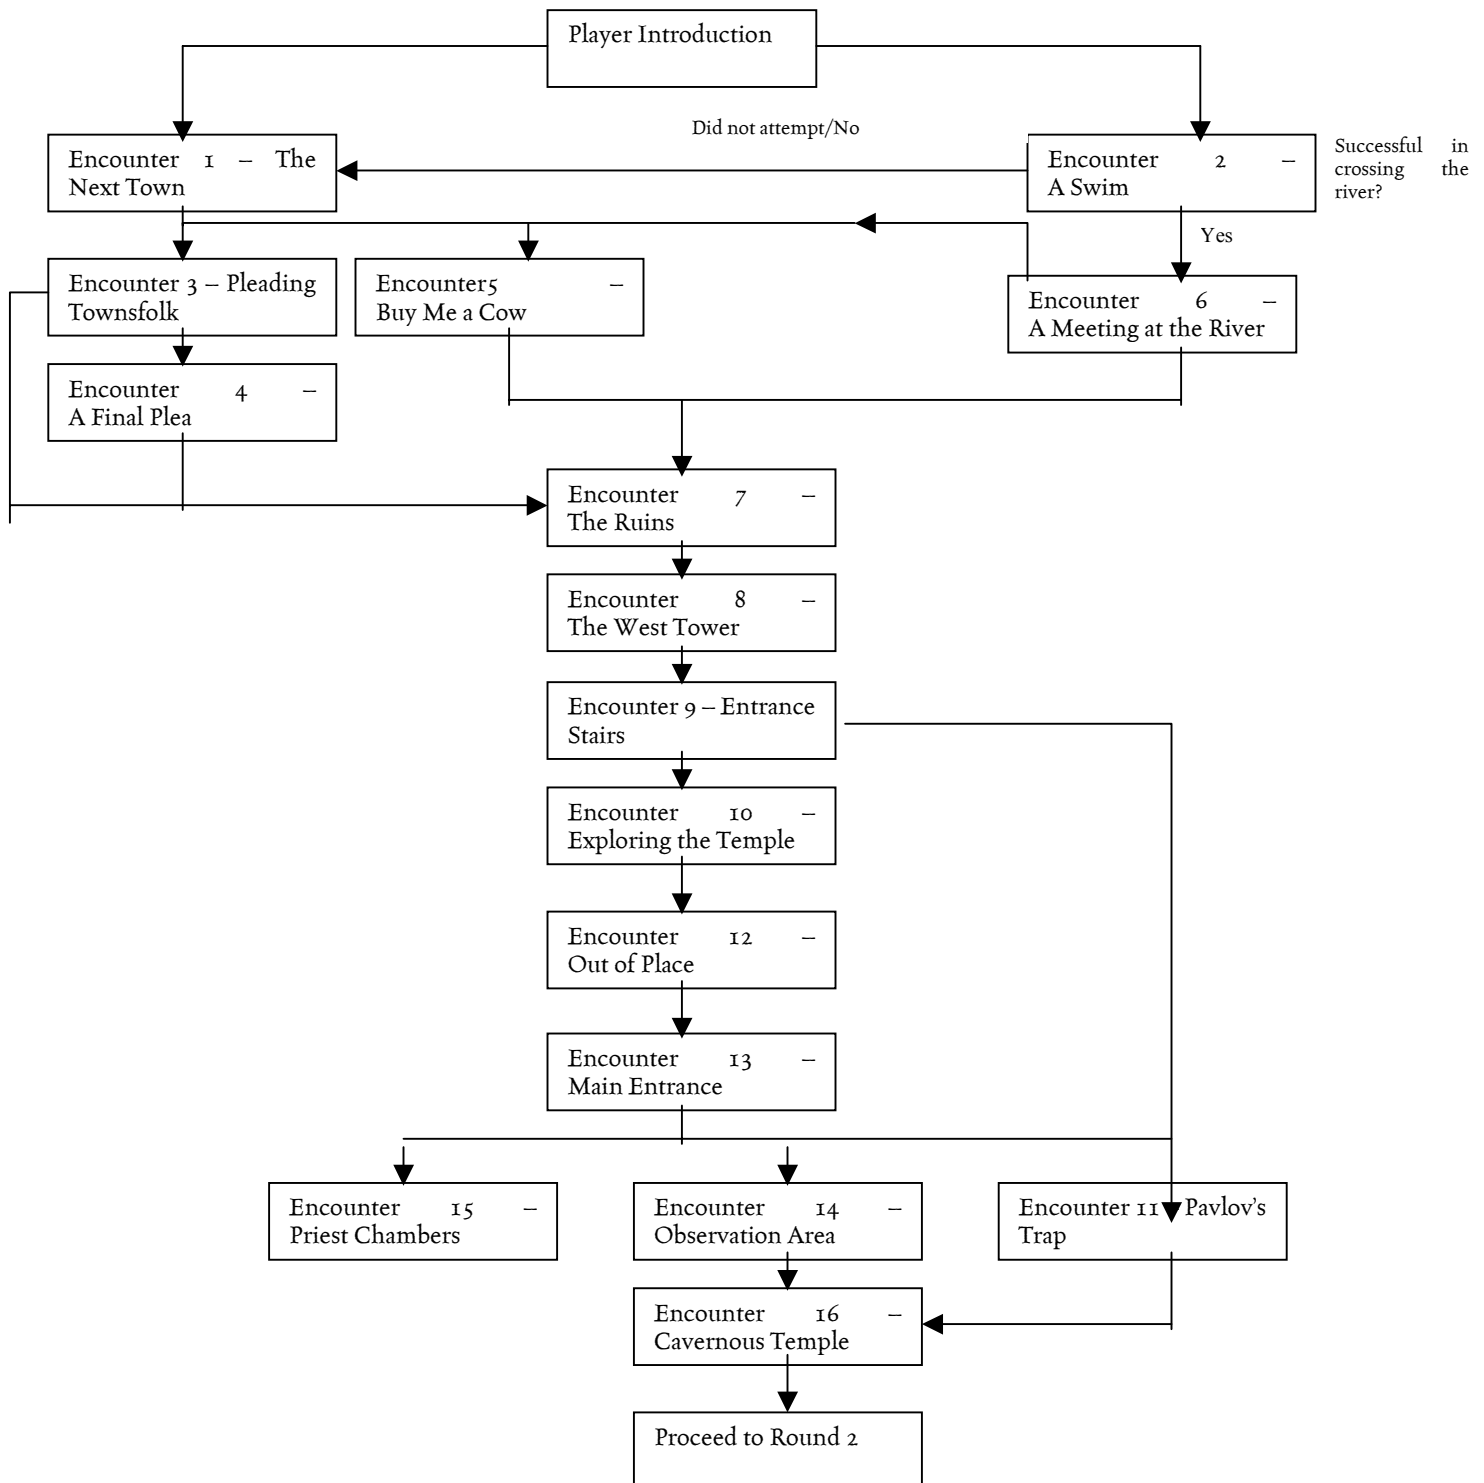 Player Introduction
Did not attempt/No
Encounter 1 – The
Next Town
Encounter 2 –
A Swim
Successful in
crossing the
river?
Yes
Encounter 3 – Pleading
Townsfolk
Encounter5 –
Buy Me a Cow
Encounter 6 –
A Meeting at the River
Encounter 4 –
A Final Plea
Encounter 7 –
The Ruins
Encounter 8 –
The West Tower
Encounter 9 – Entrance
Stairs
Encounter 10 –
Exploring the Temple
Encounter 12 –
Out of Place
Encounter 13 –
Main Entrance
Encounter 15 –
Priest Chambers
Encounter 14 –
Observation Area
Encounter 11 Pavlov's
Trap
Encounter 16 –
Cavernous Temple
Proceed to Round 2